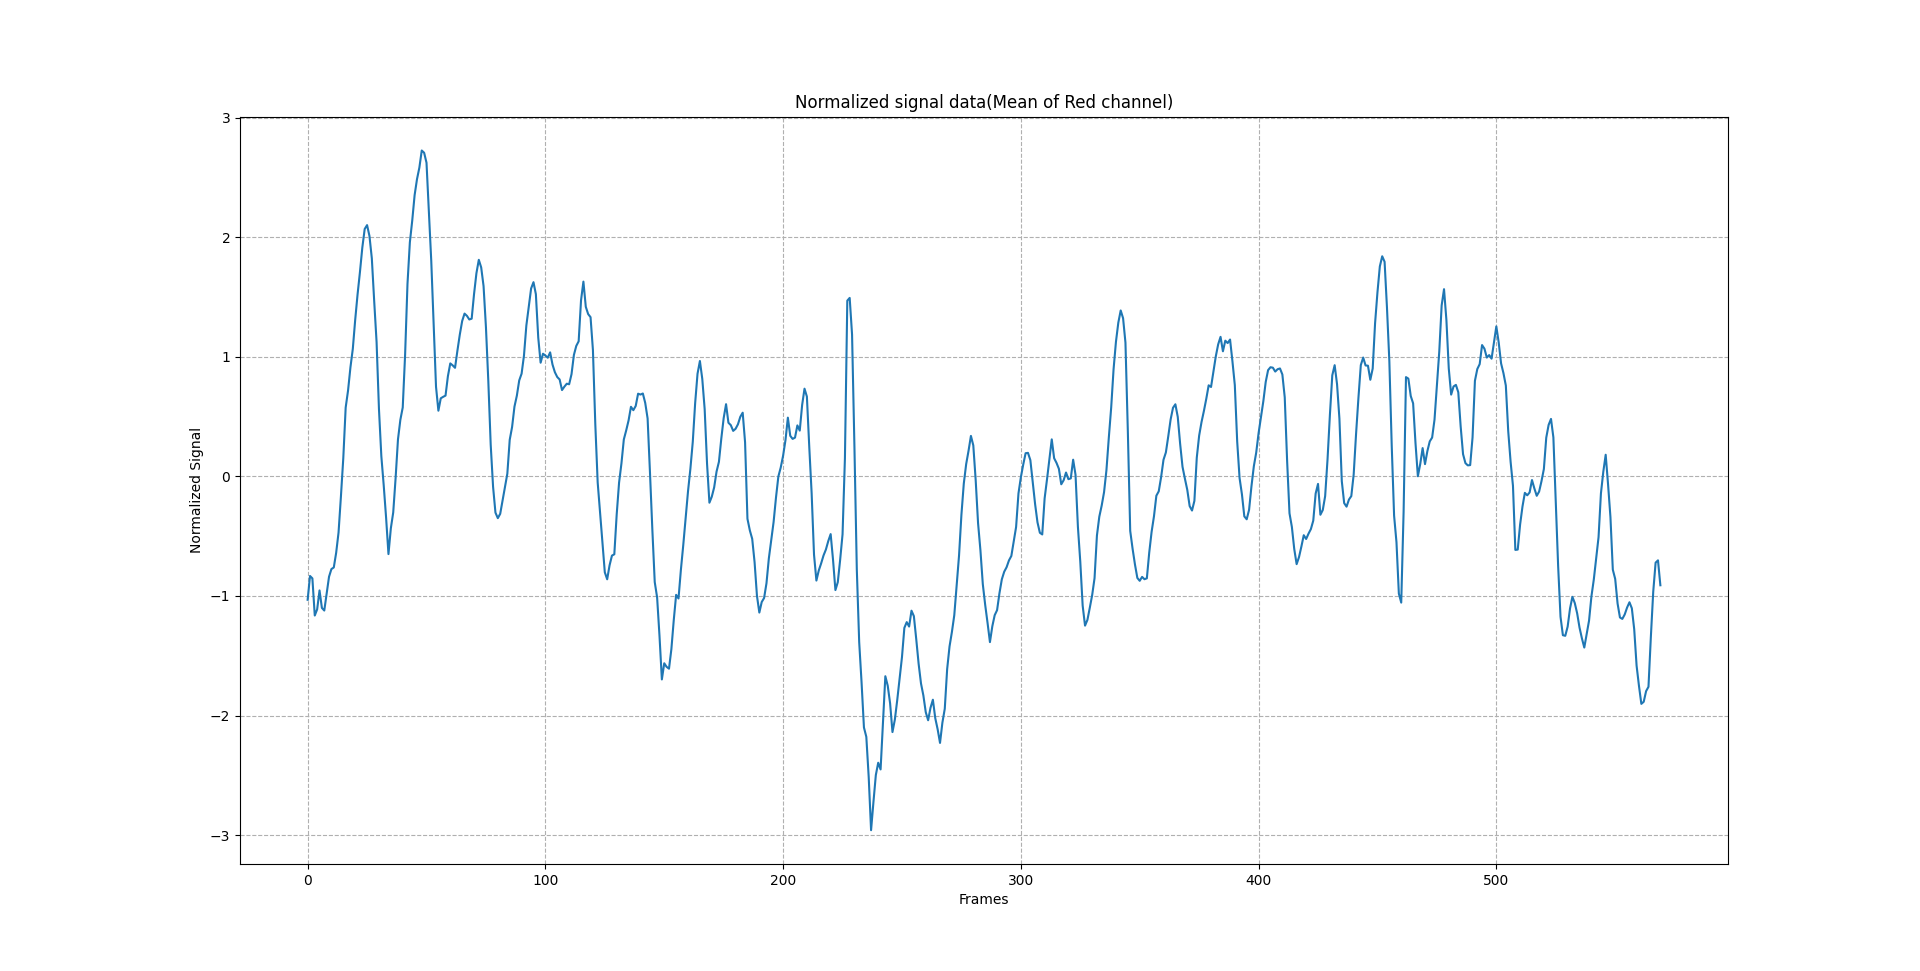 Normalized signal data(Mean of Red channel)
3
2
1
0
−1
−2
−3
Normalized Signal
0 100 200 300 400 500
Frames